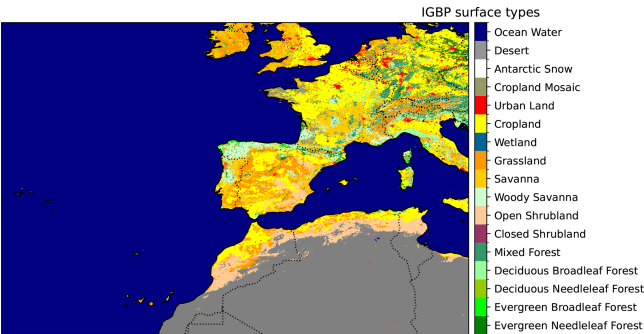 IGBP surface types
Ocean Water
Desert
Antarctic Snow
Cropland Mosaic
Urban Land
Cropland
Wetland
Grassland
Savanna
Woody Savanna
Open Shrubland
Closed Shrubland
Mixed Forest
Deciduous Broadleaf Forest
Deciduous Needleleaf Forest
Evergreen Broadleaf Forest
Evergreen Needleleaf Forest